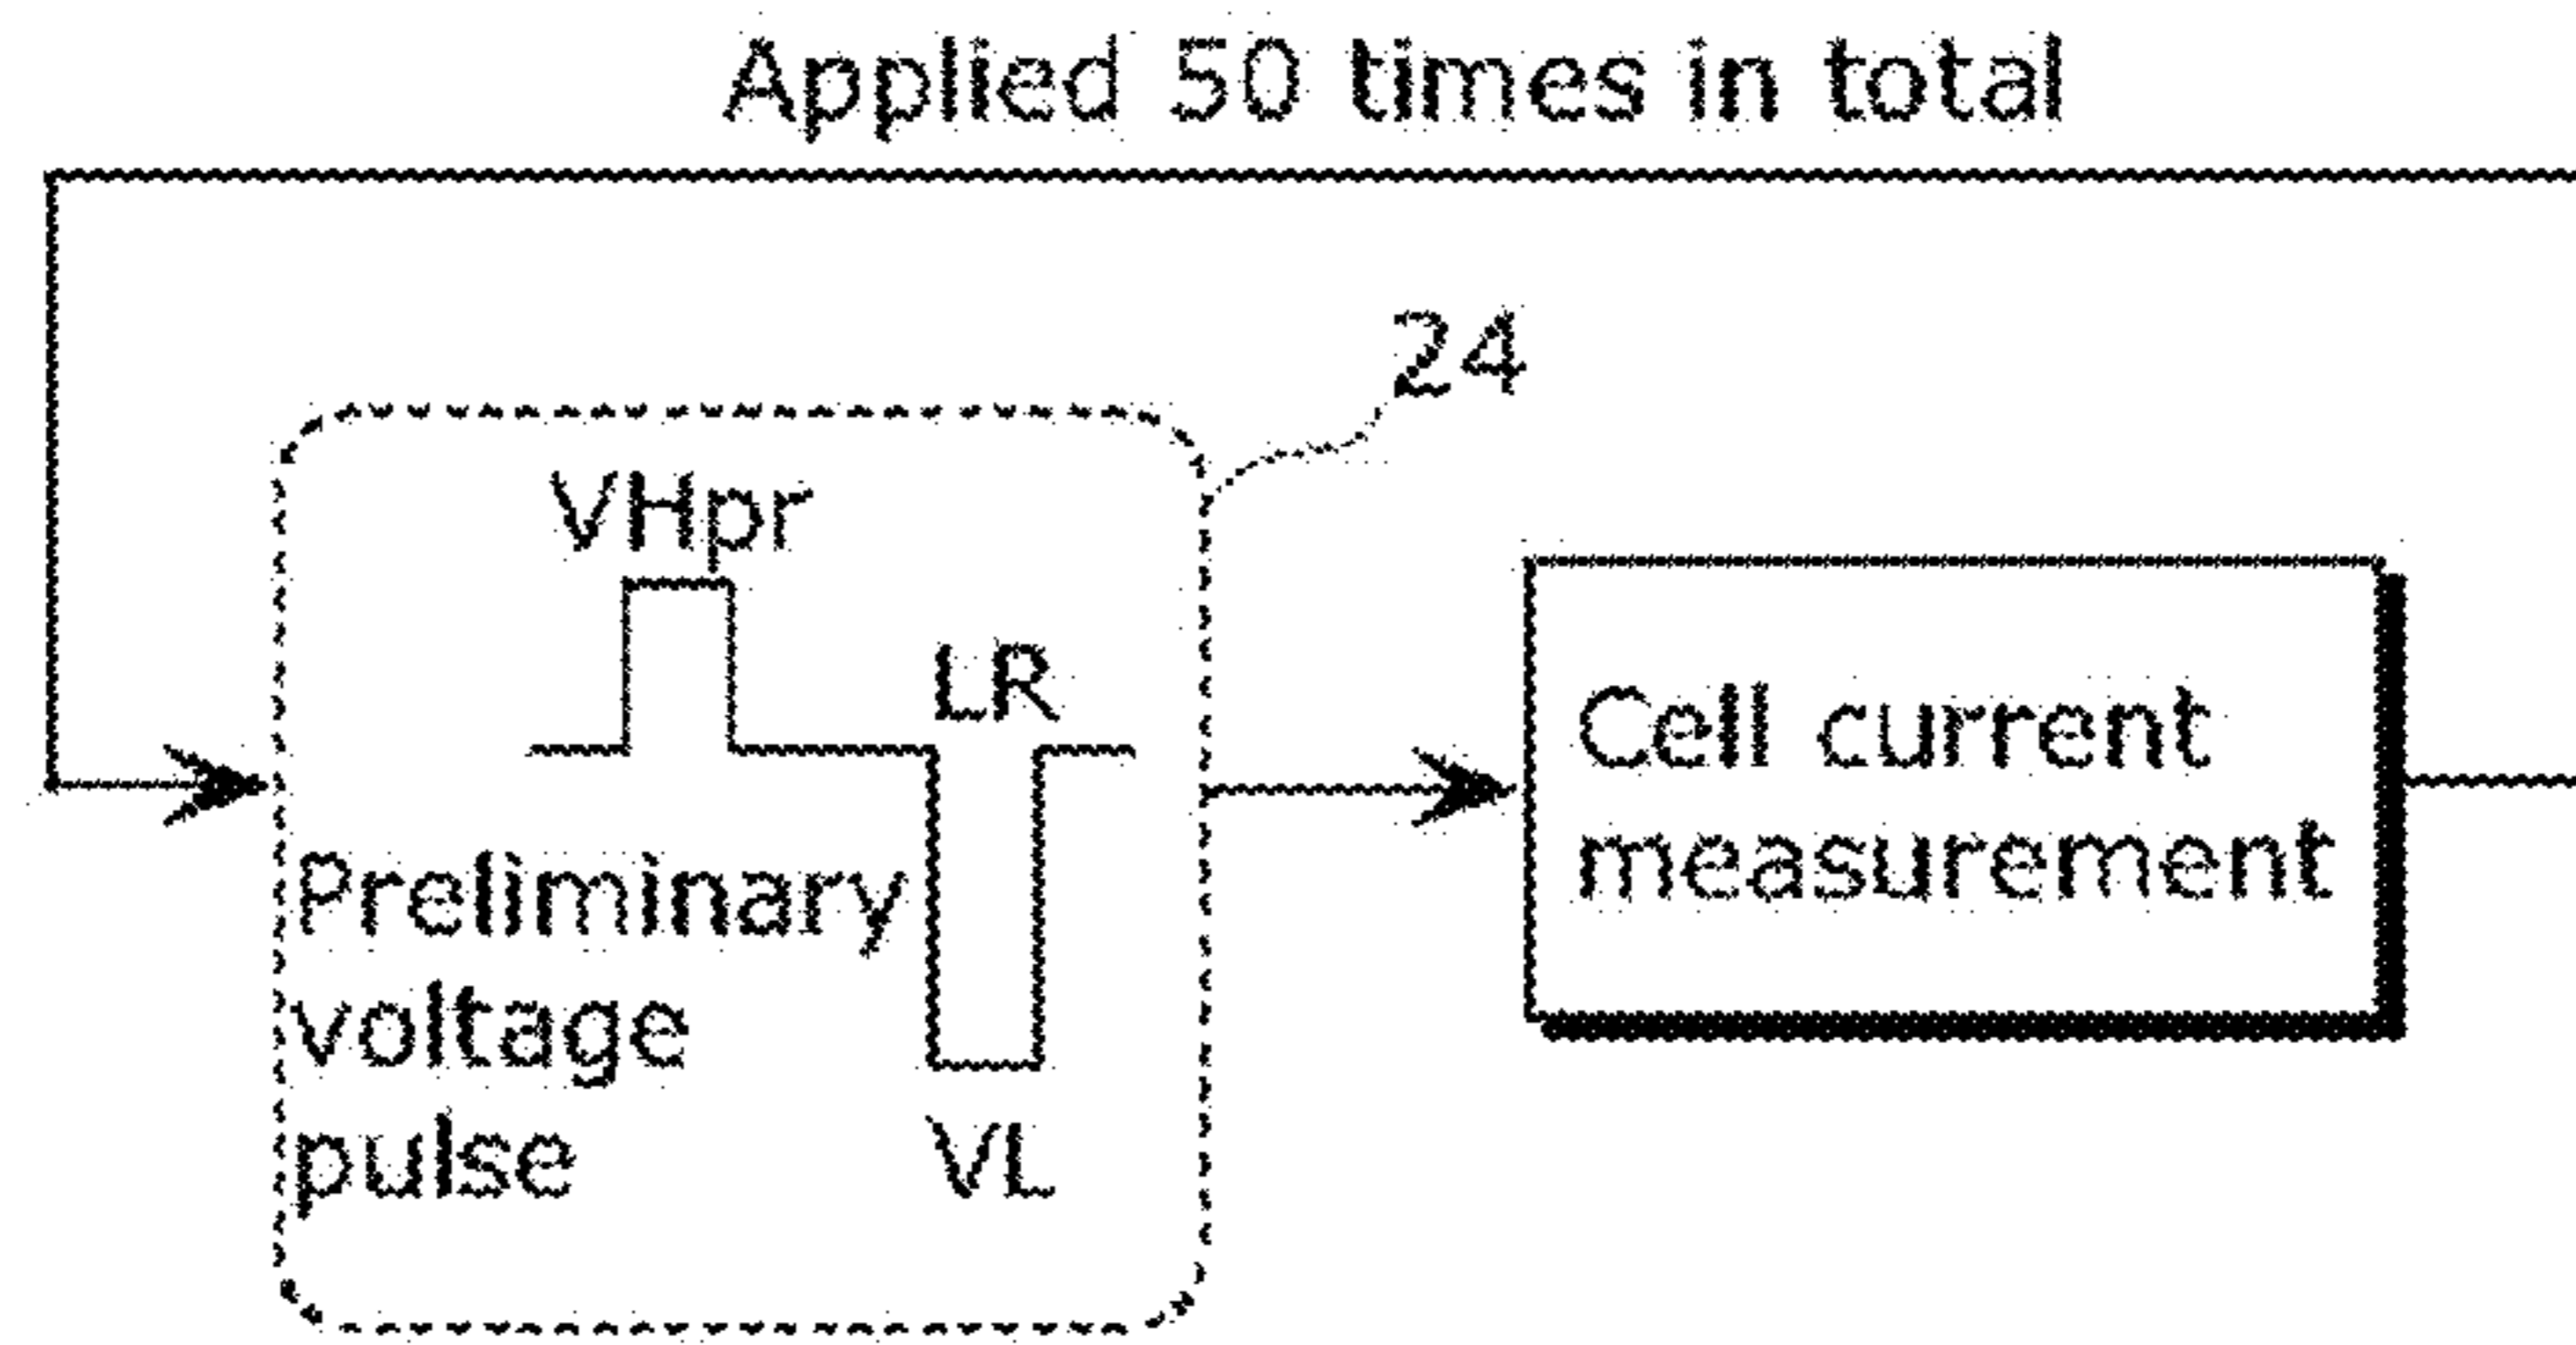 Applied 50 times in total
24
VHpr
LR
Cell current
measurement
Preliminary
voltage
pulse
VL